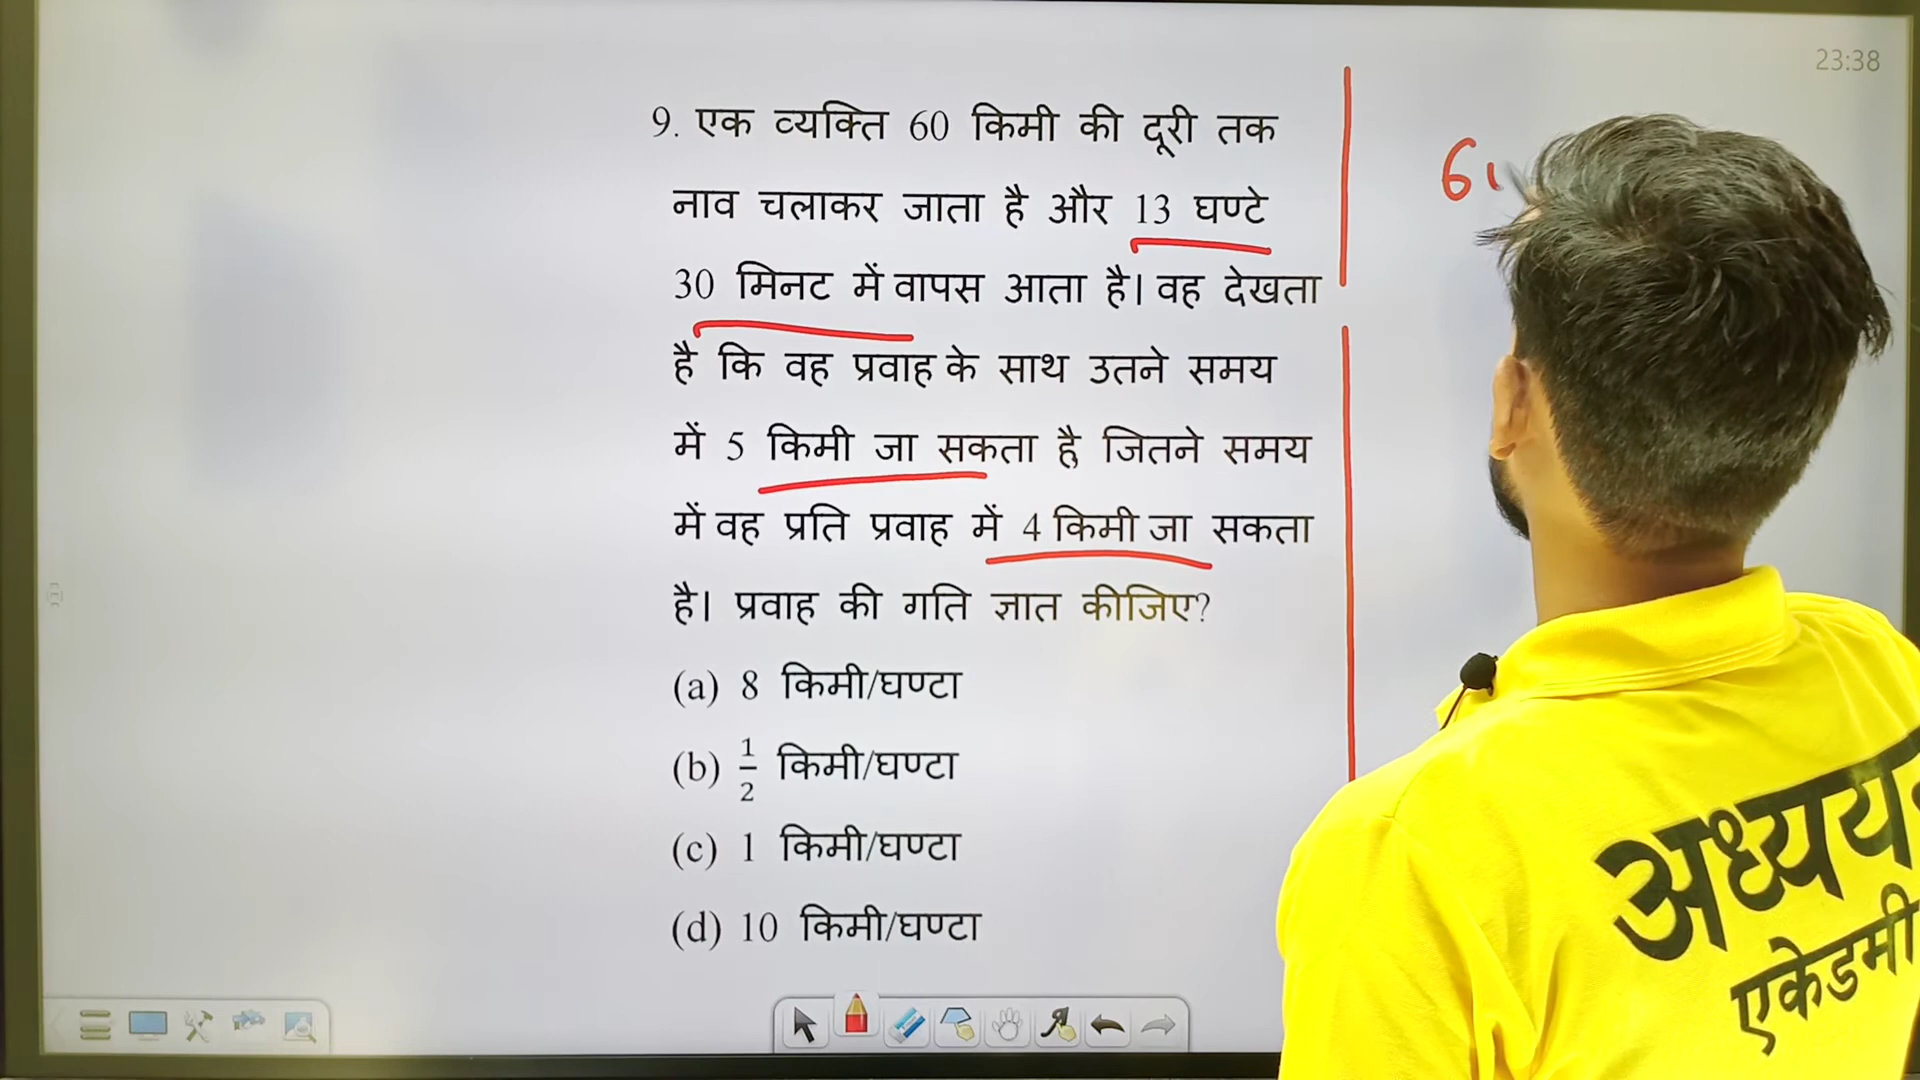 23:38
9. एक व्यक्ति 60 किमी की दूरी तक
नाव चलाकर जाता है और 13 घण्टे
30 मिनट में वापस आता है। वह देखता
है कि वह प्रवाह के साथ उतने समय
में 5 किमी जा सकता है जितने समय
में वह प्रति प्रवाह में 4 किमी जा सकता
है। प्रवाह की गति ज्ञात कीजिए?
(a) 8 किमी/घण्टा
(b) 1/2 किमी/घण्टा
(c) 1 किमी/घण्टा
(d) 10 किमी/घण्टा
6
एकेडमी